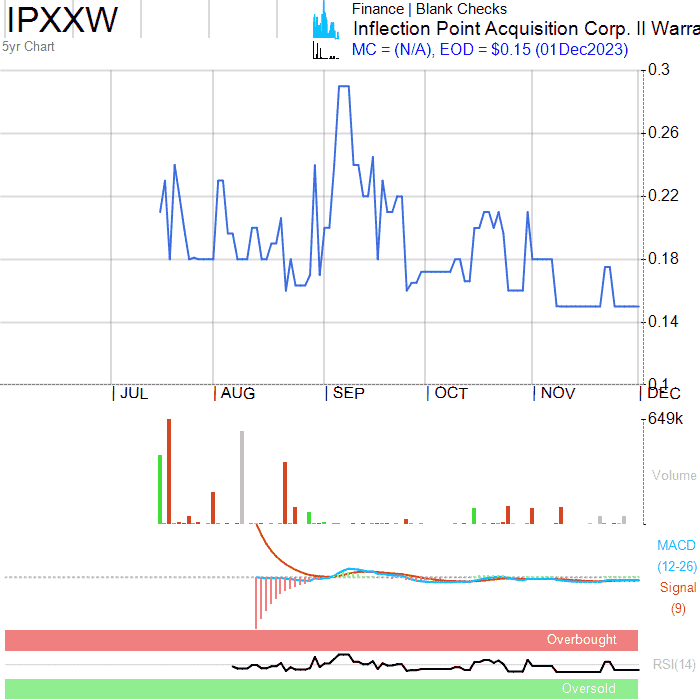 IPXXW
Finance | Blank Checks
Inflection Point Acquisition Corp. II Warra
5yr Chart
MC = (N/A), EOD = $0.15 (01Dec2023)
0.3
0.26
0.22
0.18
0.14
0.1
JUL AUG SEP OCT NOV DEC
649k
Volume
MACD
(12-26)
Signal
(9)
Overbought
RSI(14)
Oversold